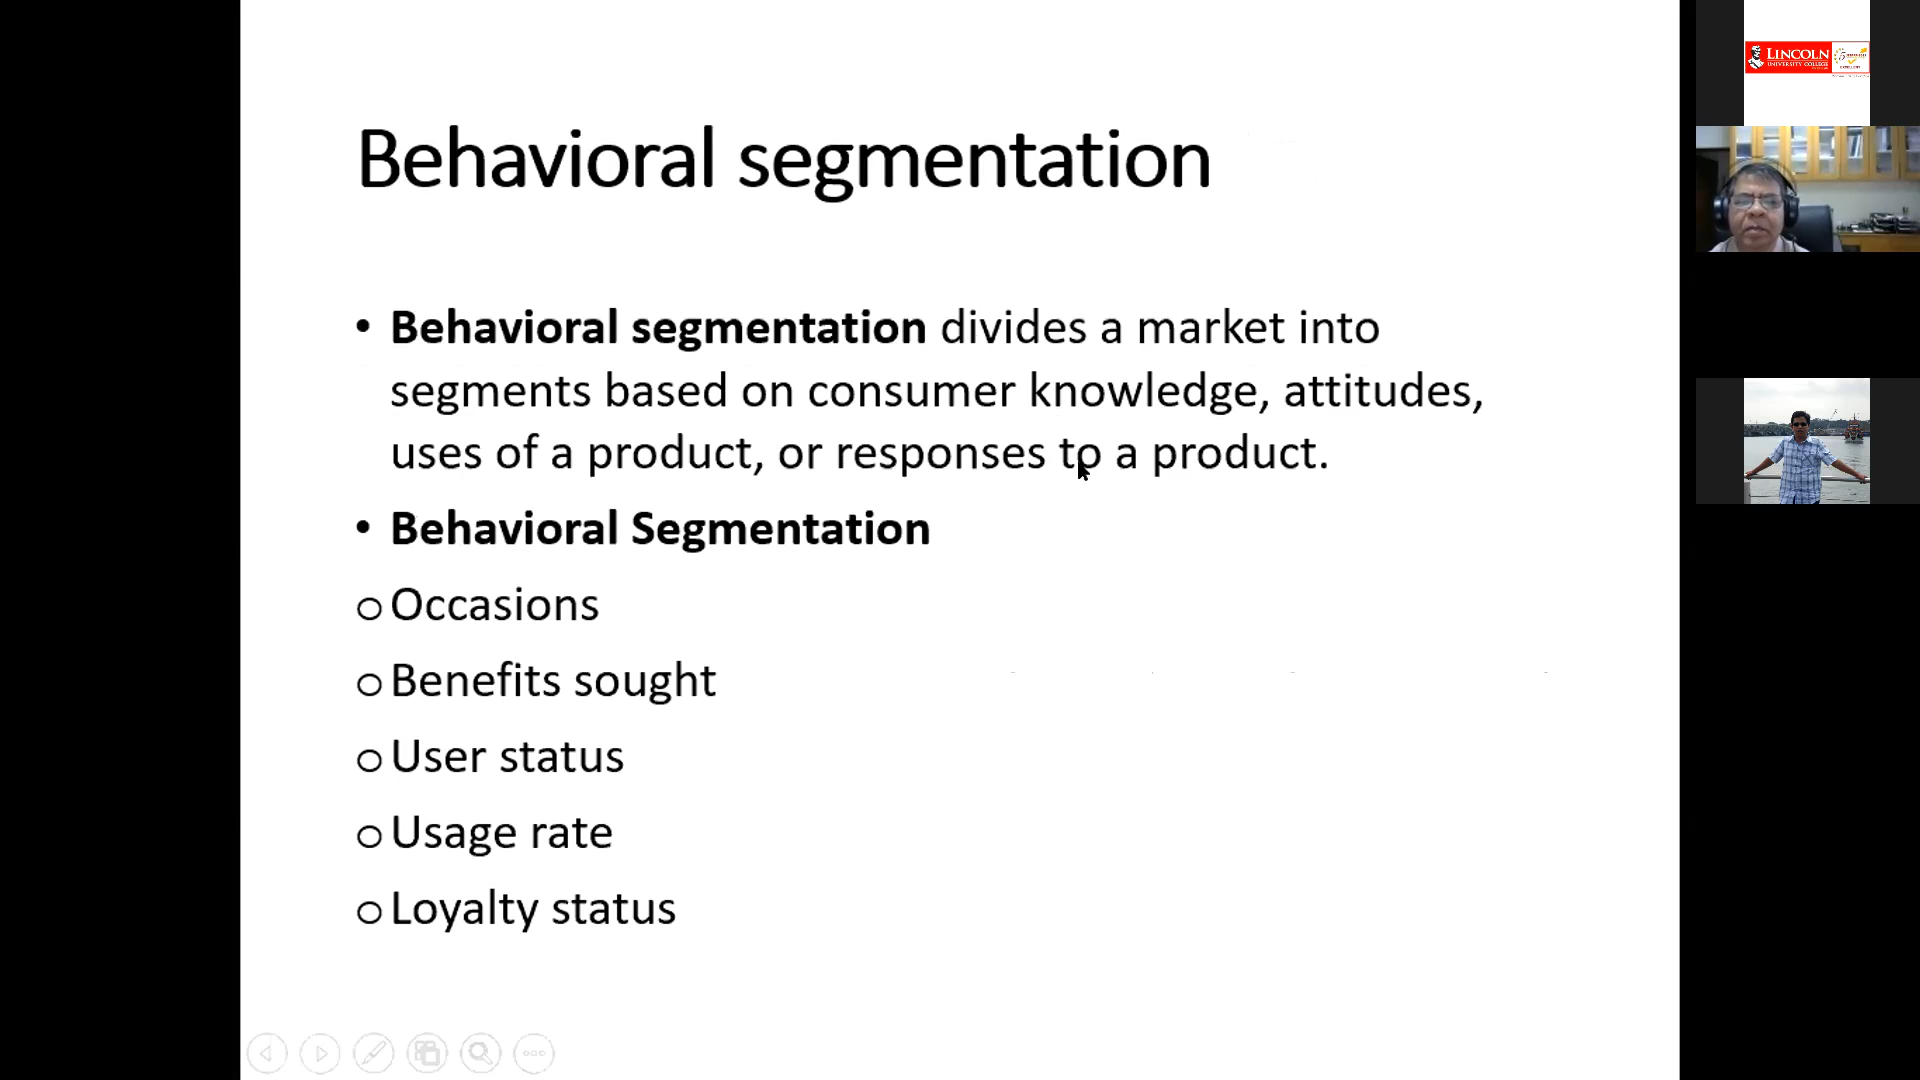 Behavioral segmentation
• Behavioral segmentation divides a market into
segments based on consumer knowledge, attitudes,
uses of a product, or responses to a product.
• Behavioral Segmentation
o Occasions
o Benefits sought
o User status
o Usage rate
o Loyalty status
LINCOLN
UNIVERSITY COLLEGE